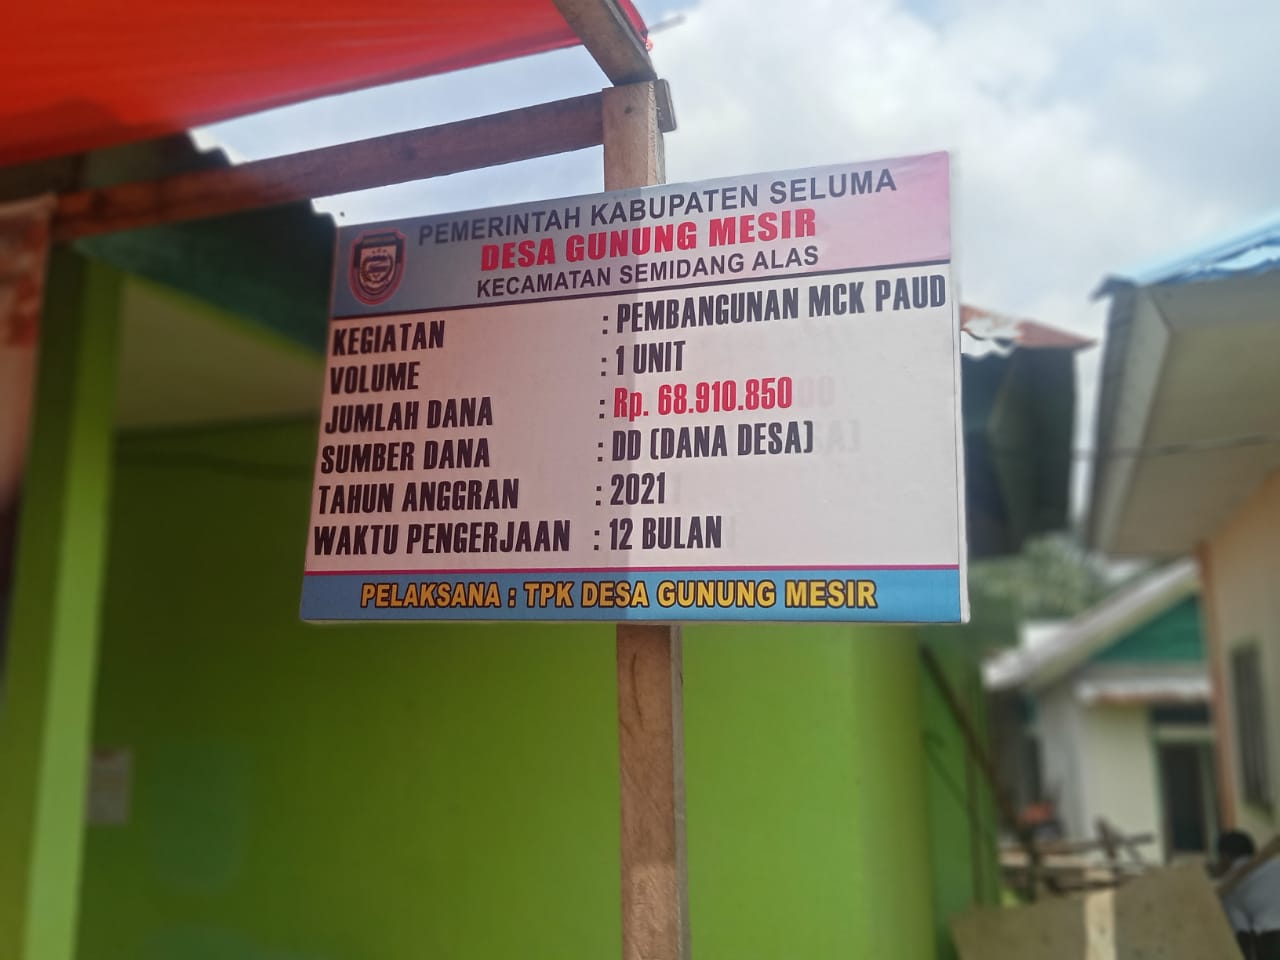 PEMERINTAH KABUPATEN SELUMA
DESA GUNUNG MESIR
KECAMATAN SEMIDANG ALAS
KEGIATAN : PEMBANGUNAN MCK PAUD
VOLUME : 1 UNIT
JUMLAH DANA : Rp. 68.910.850
SUMBER DANA : DD (DANA DESA)
TAHUN ANGGRAN : 2021
WAKTU PENGERJAAN : 12 BULAN
PELAKSANA : TPK DESA GUNUNG MESIR